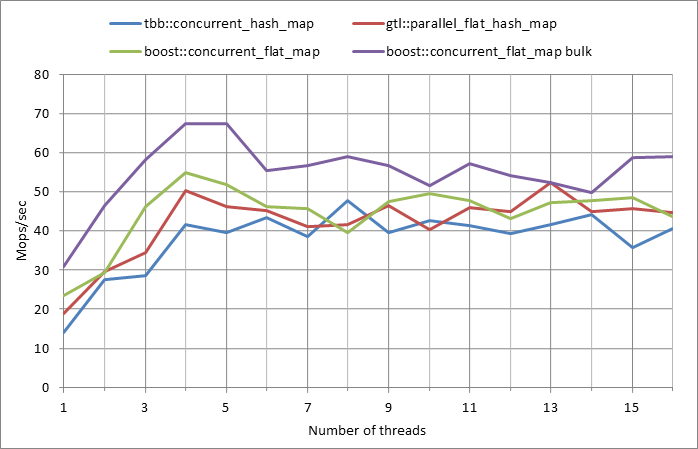 tbb::concurrent_hash_map gtl::parallel_flat_hash_map
boost::concurrent_flat_map boost::concurrent_flat_map bulk
80
70
60
50
40
30
20
10
0
Mops/sec
1 3 5 7 9 11 13 15
Number of threads